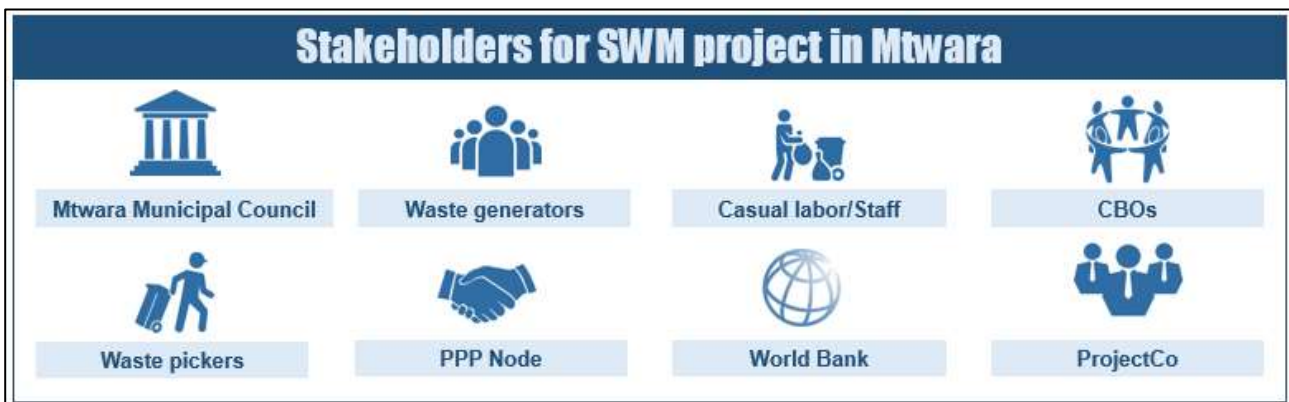 Stakeholders for SWM project in Mtwara
Mtwara Municipal Council
Waste generators
Casual labor/Staff
CBOs
Waste pickers
PPP Node
World Bank
ProjectCo